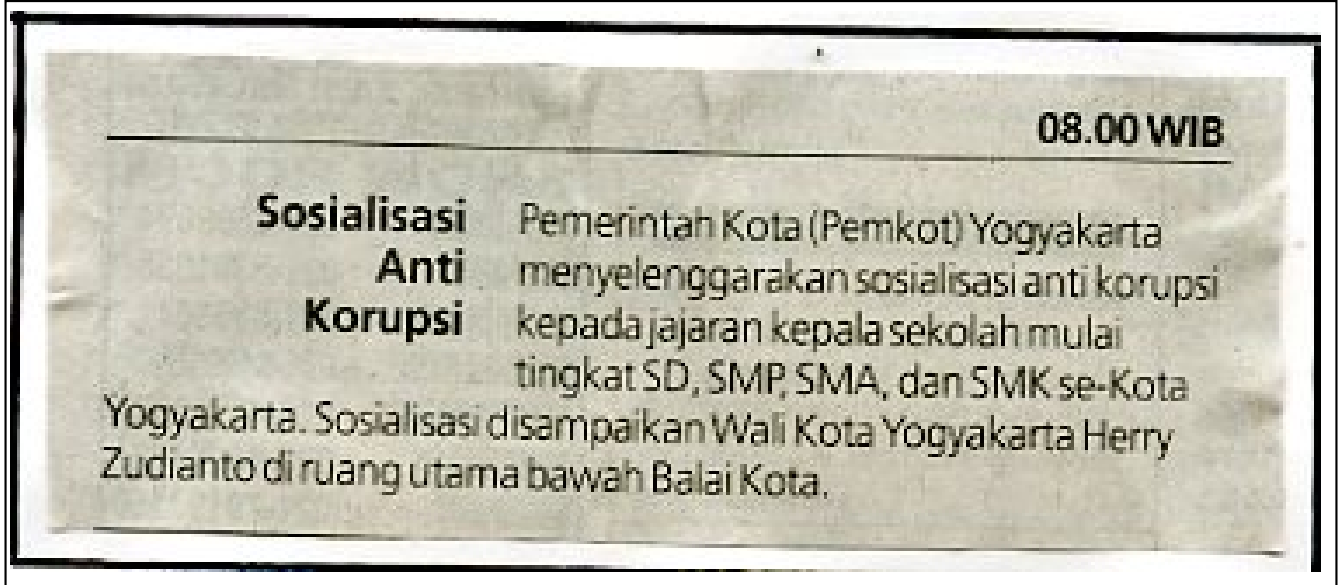 08.00 WIB
Sosialisasi
Anti
Korupsi
Pemerintah Kota (Pemkot) Yogyakarta
menyelenggarakan sosialisasi anti korupsi
kepada jajaran kepala sekolah mulai
tingkat SD, SMP, SMA, dan SMK se-Kota
Yogyakarta. Sosialisasi disampaikan Wali Kota Yogyakarta Herry
Zudianto di ruang utama bawah Balai Kota.